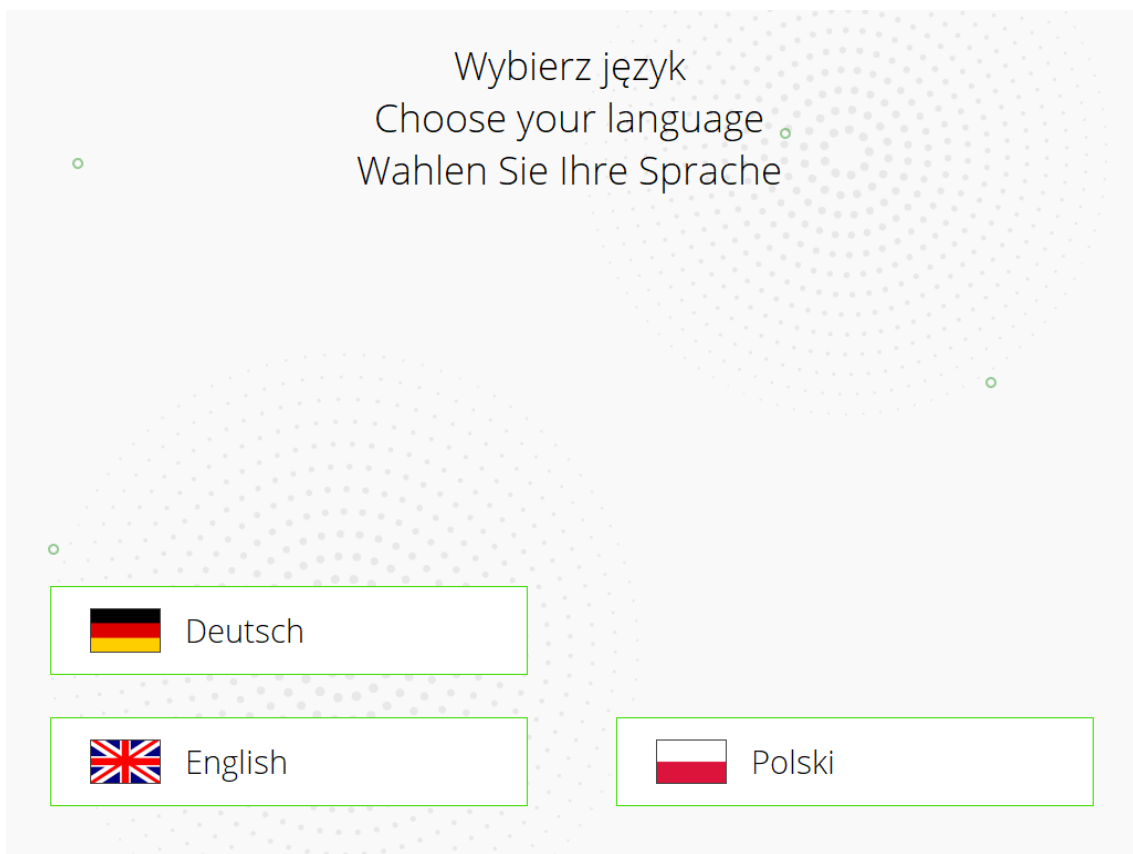 Wybierz język
Choose your language
Wahlen Sie Ihre Sprache
Deutsch
English
Polski